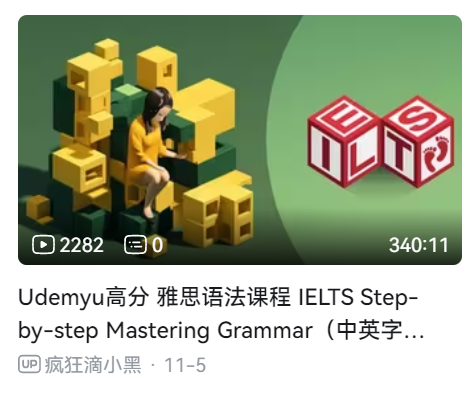 IELTS
2282 0 340:11
Udemyu高分 雅思语法课程 IELTS Step-
by-step Mastering Grammar（中英字...
UP 疯狂滴小黑 · 11-5